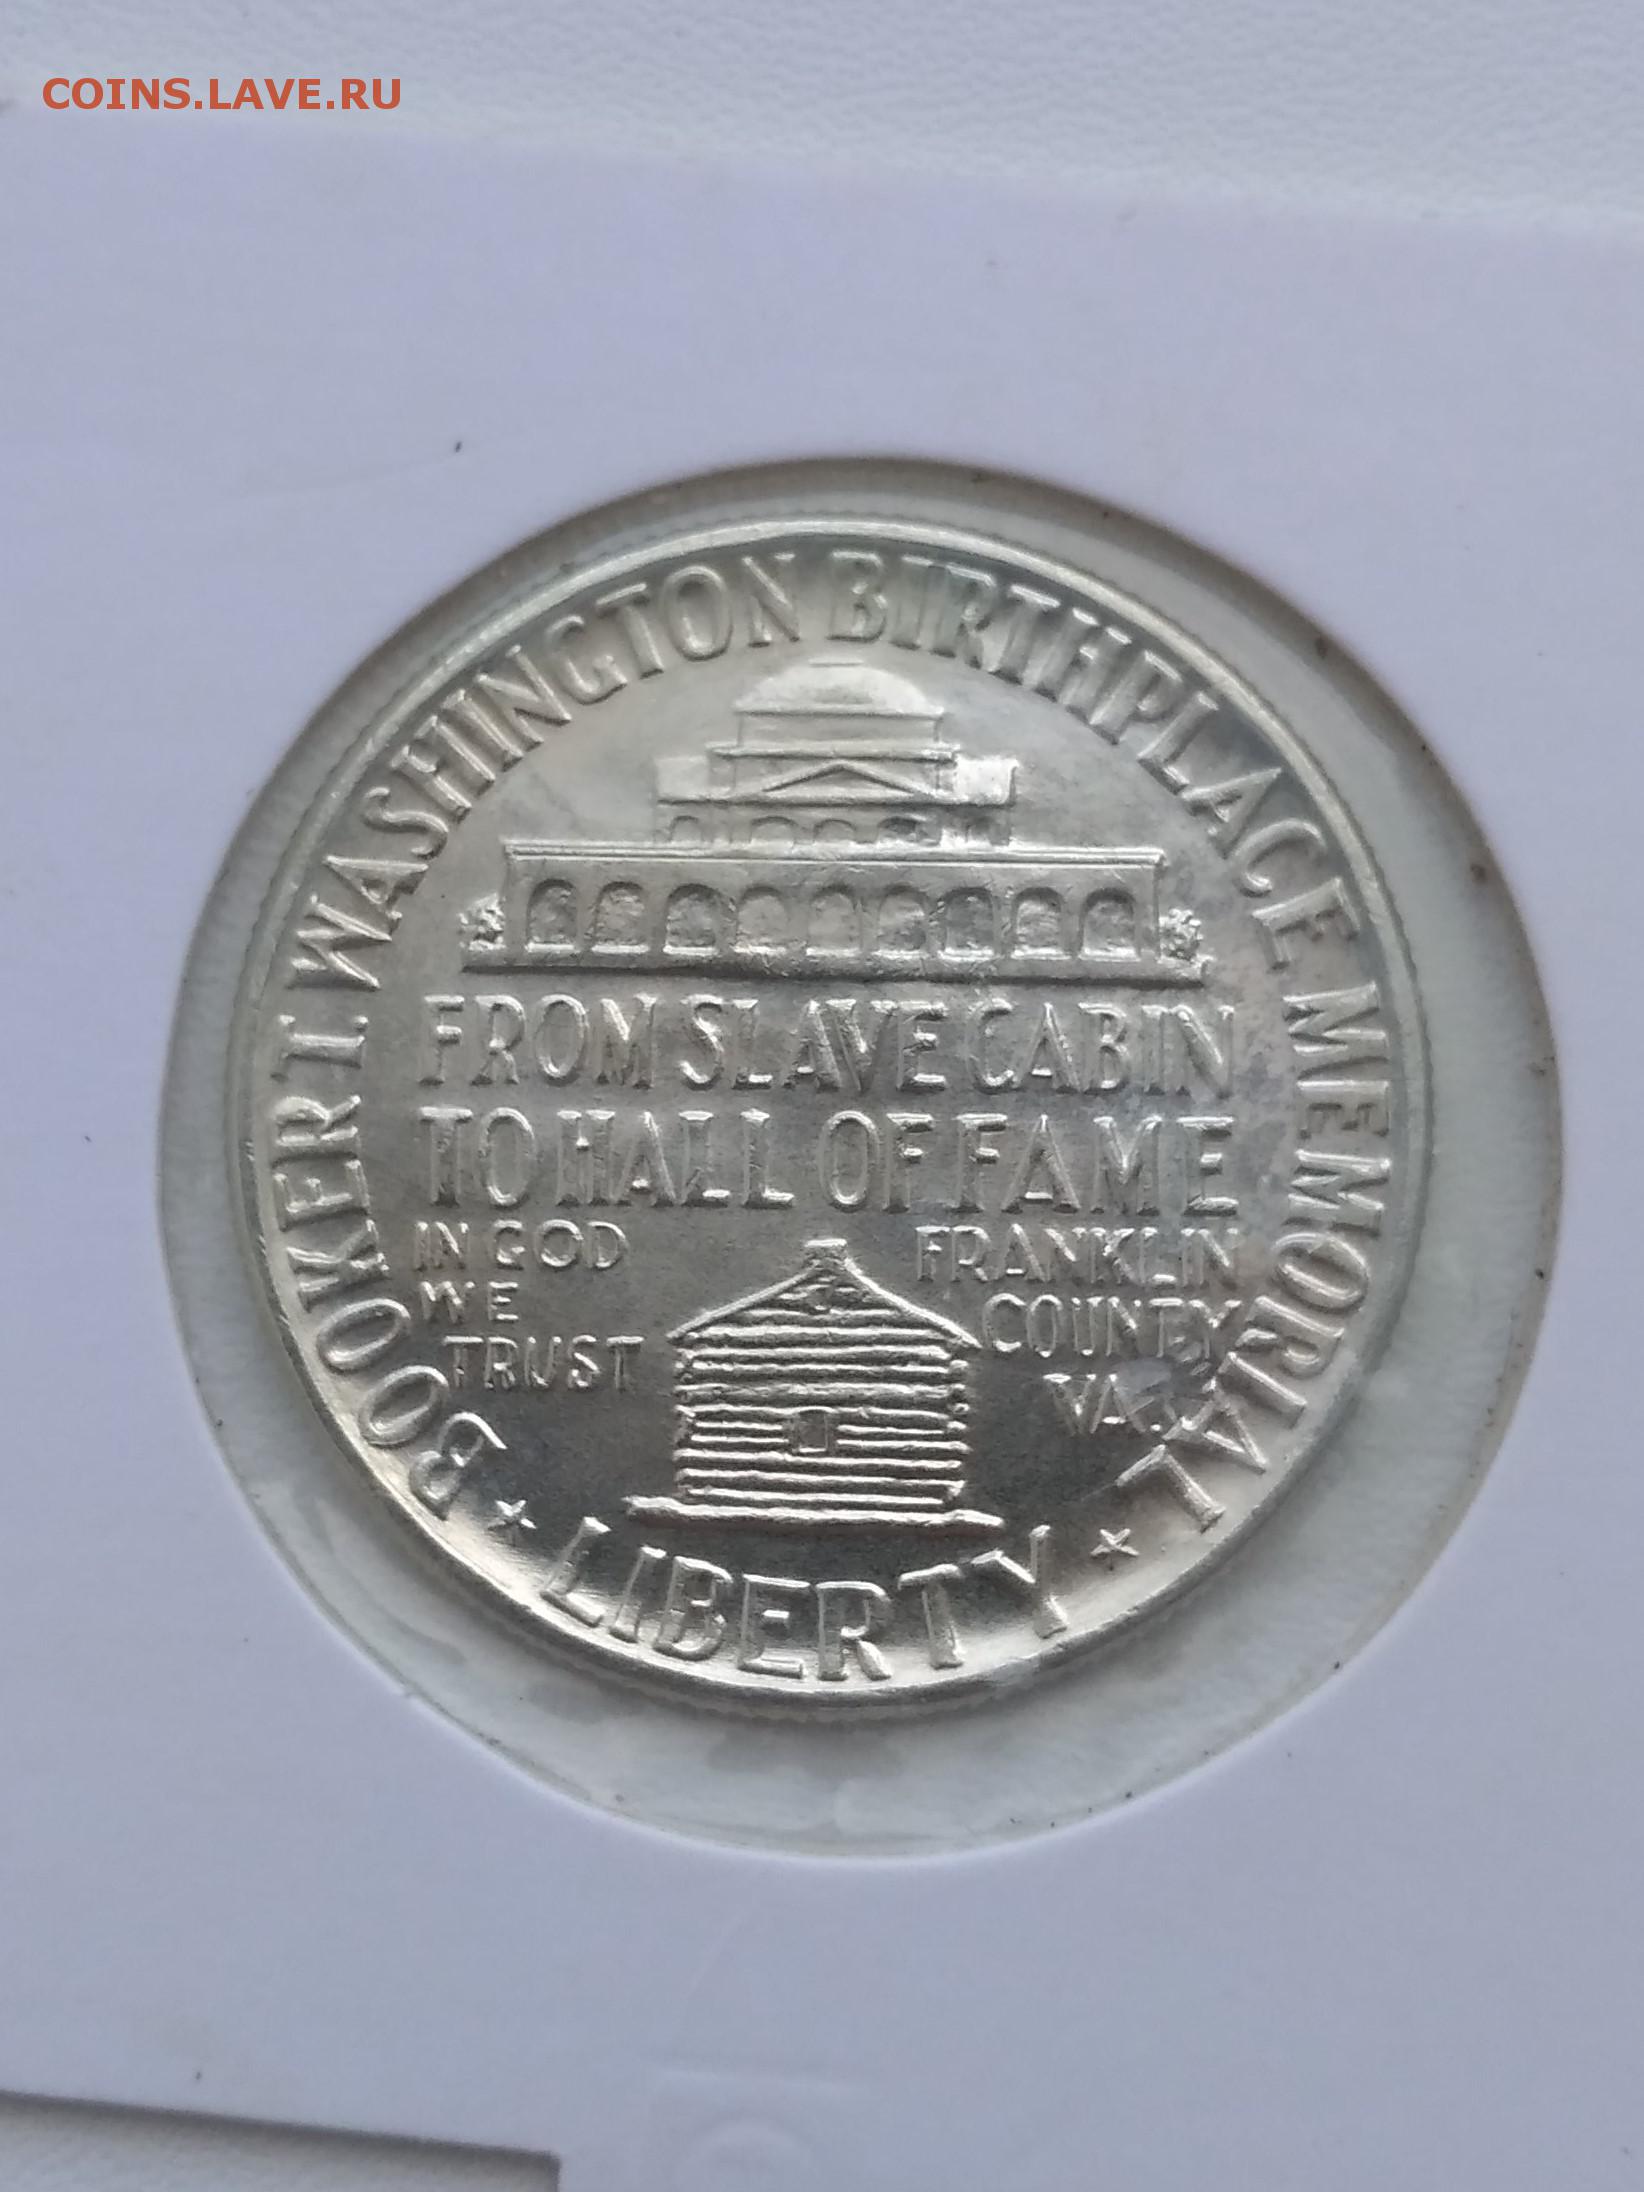 COINS.LAVE.RU
BOOKER T. WASHINGTON BIRTHPLACE MEMORIAL
FROM SLAVE CABIN
TO HALL OF FAME
IN GOD
WE
TRUST
FRANKLIN
COUNTY
VA.
LIBERTY